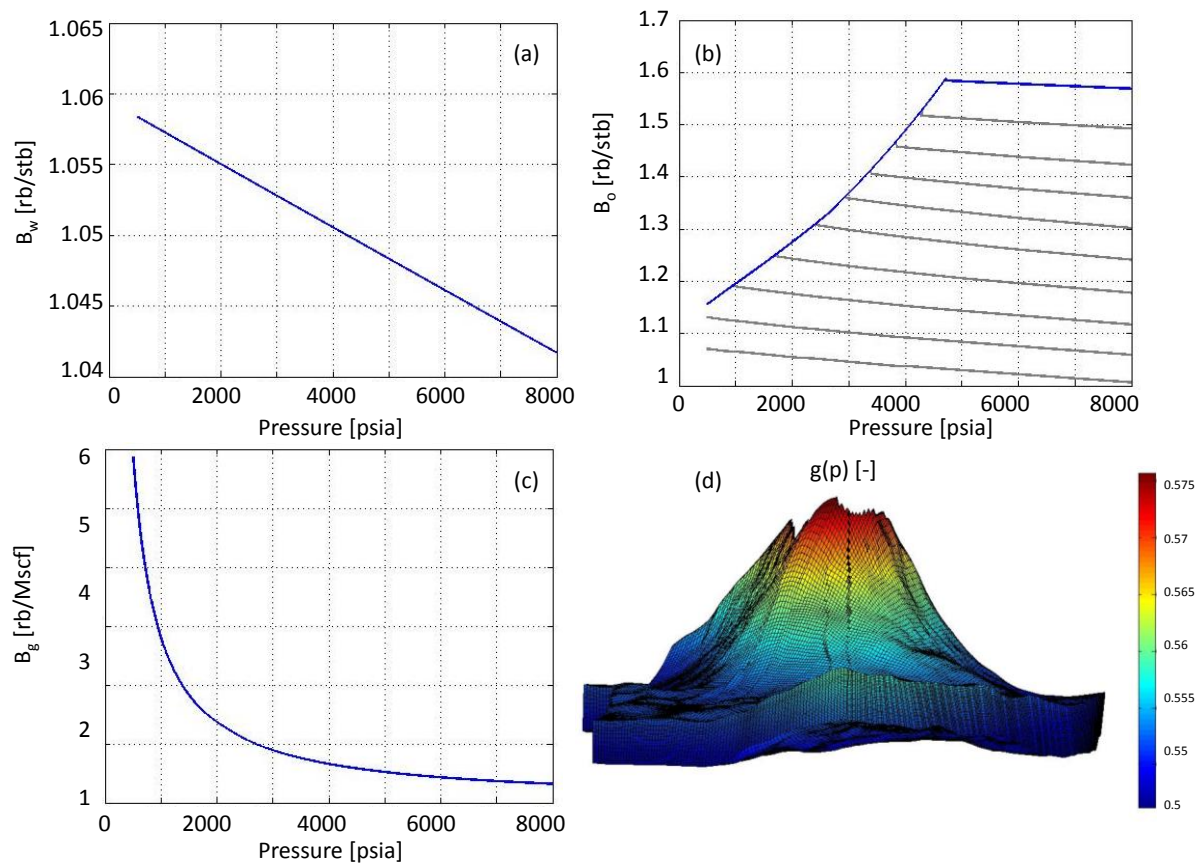 (a)
B_w [rb/stb]
1.065
1.06
1.055
1.05
1.045
1.04
0 2000 4000 6000 8000
Pressure [psia]
(b)
B_o [rb/stb]
1.7
1.6
1.5
1.4
1.3
1.2
1.1
1
0 2000 4000 6000 8000
Pressure [psia]
(c)
B_g [rb/Mscf]
6
5
4
3
2
1
0 2000 4000 6000 8000
Pressure [psia]
(d)
g(p) [-]
0.575
0.57
0.565
0.56
0.555
0.55
0.5